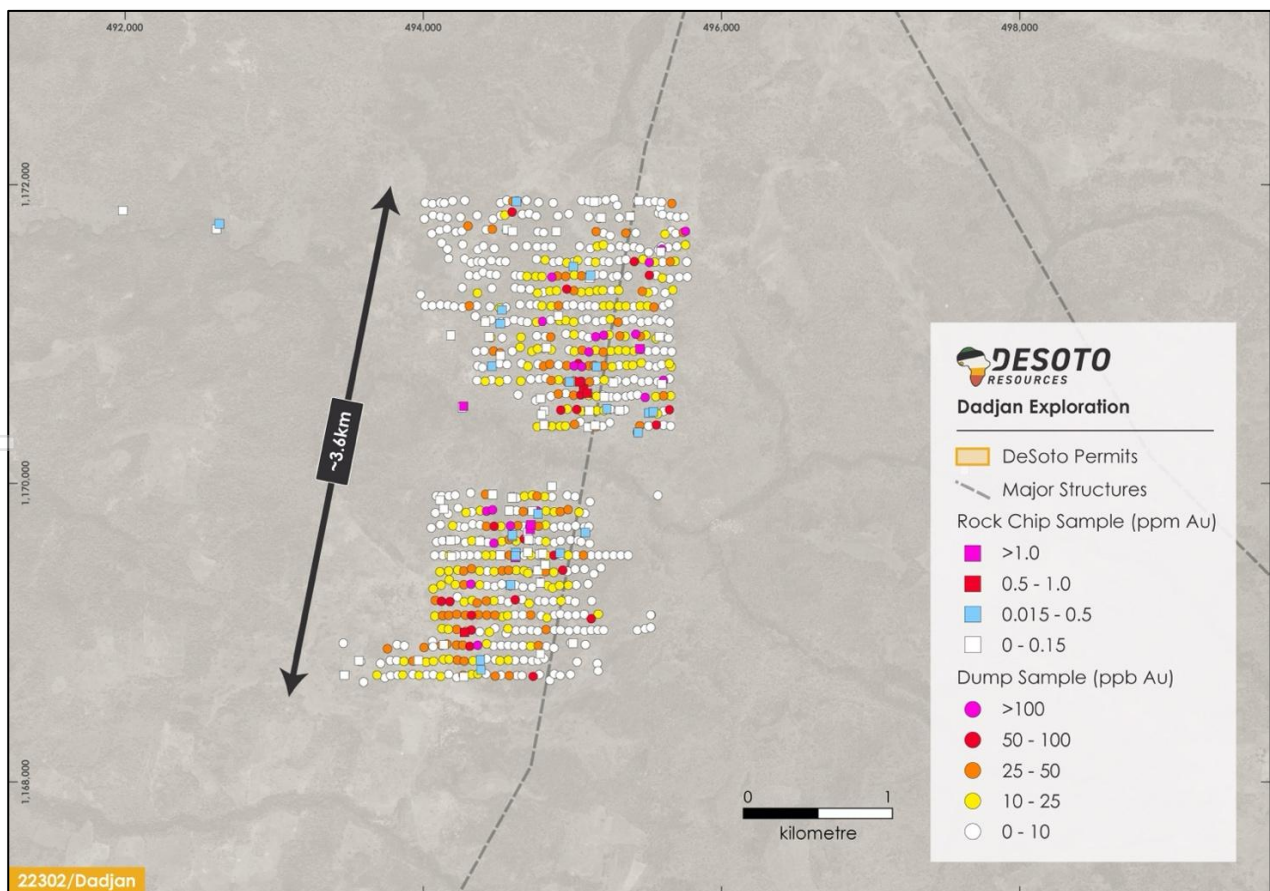 492,000
494,000
496,000
498,000
1,172,000
1,170,000
1,168,000
~3.6km
DESOTO
RESOURCES
Dadjan Exploration
DeSoto Permits
Major Structures
Rock Chip Sample (ppm Au)
>1.0
0.5 - 1.0
0.015 - 0.5
0 - 0.15
Dump Sample (ppb Au)
>100
50 - 100
25 - 50
10 - 25
0 - 10
0
1
kilometre
22302/Dadjan